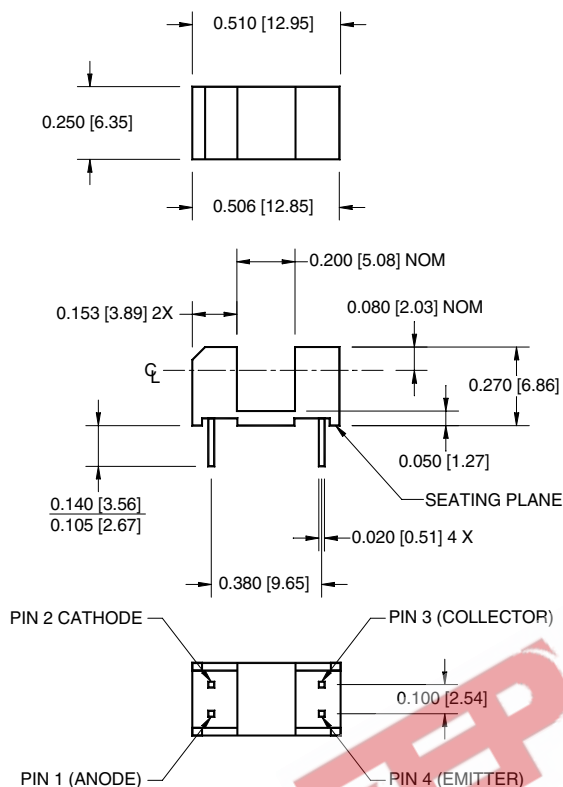 0.510 [12.95]
0.250 [6.35]
0.506 [12.85]
0.200 [5.08] NOM
0.153 [3.89] 2X
0.080 [2.03] NOM
℄
0.270 [6.86]
0.050 [1.27]
0.140 [3.56]
0.105 [2.67]
SEATING PLANE
0.020 [0.51] 4 X
0.380 [9.65]
PIN 2 CATHODE
PIN 3 (COLLECTOR)
0.100 [2.54]
PIN 1 (ANODE)
PIN 4 (EMITTER)